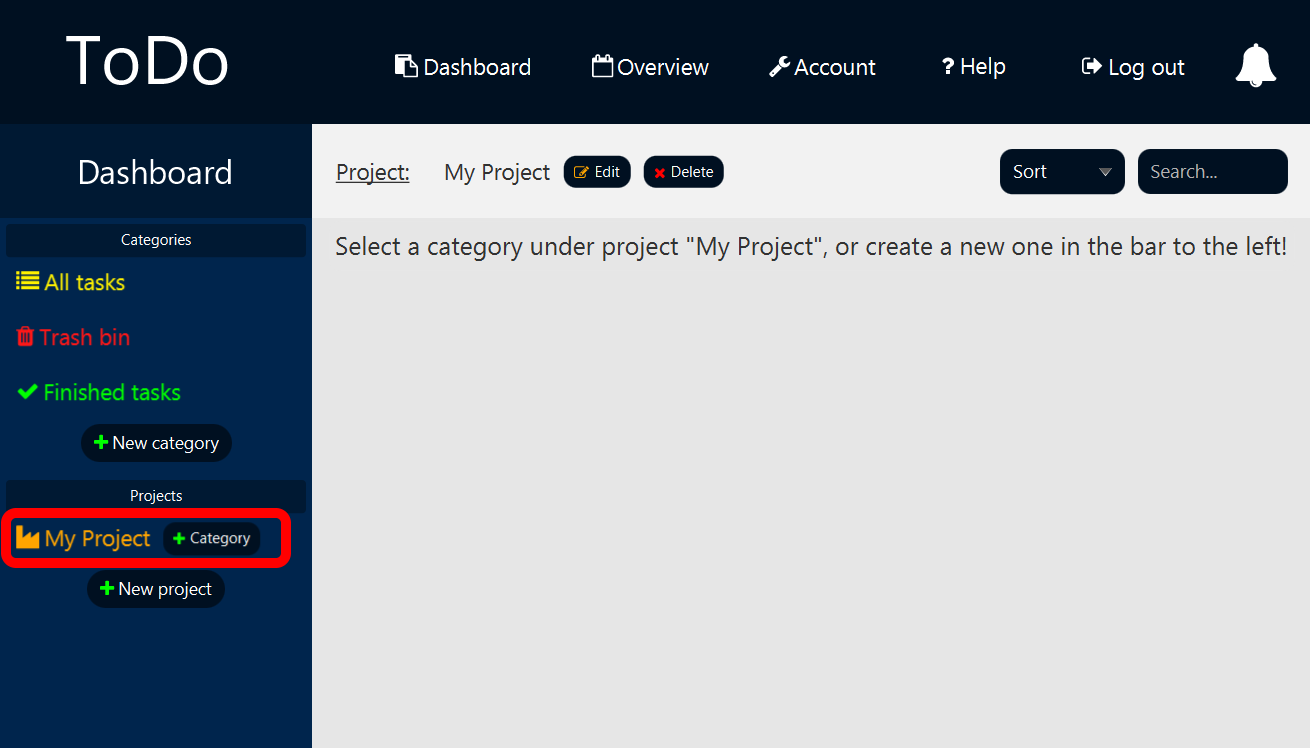 ToDo
Dashboard Overview Account ? Help Log out
Dashboard
Project: My Project Edit Delete Sort Search...
Categories
Select a category under project "My Project", or create a new one in the bar to the left!
All tasks
Trash bin
Finished tasks
New category
Projects
My Project Category
New project